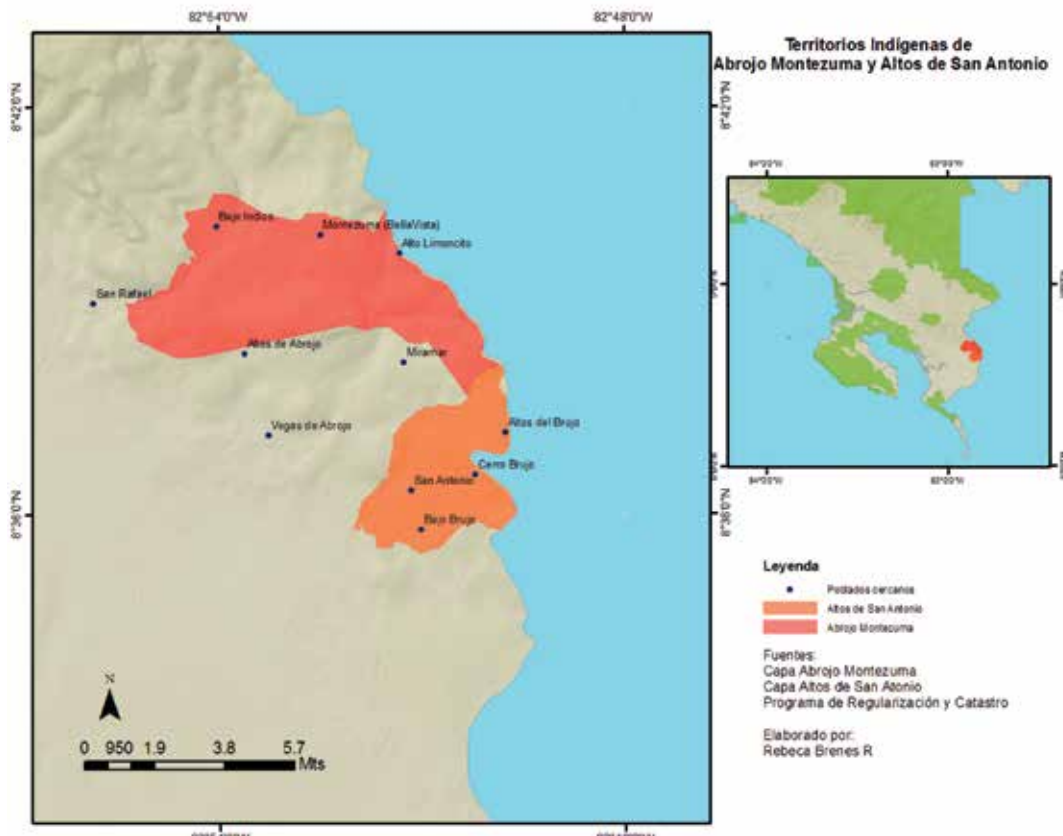 82°54'0"W
82°48'0"W
Territorios Indígenas de
Abrojo Montezuma y Altos de San Antonio
8°42'0"N
8°42'0"N
Bajo Indios
Montezuma (BellaVista)
Alto Limoncito
San Rafael
Altos de Abrojo
Miramar
Vegas de Abrojo
Altos del Brujo
Cerro Brujo
San Antonio
Bajo Brujo
8°36'0"N
8°36'0"N
Leyenda
Poblados cercanos
Altos de San Antonio
Abrojo Montezuma
Fuentes:
Capa Abrojo Montezuma
Capa Altos de San Atonio
Programa de Regularización y Catastro
Elaborado por:
Rebeca Brenes R
N
0 950 1.9 3.8 5.7
Mts